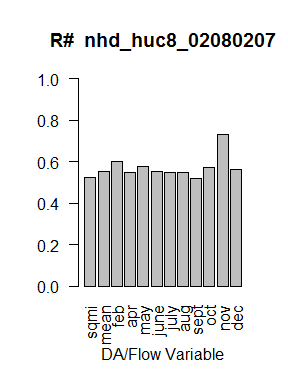 R#  nhd_huc8_02080207
1.0
0.8
0.6
0.4
0.2
0.0
sqmi
mean
feb
apr
may
june
july
aug
sept
oct
nov
dec
DA/Flow Variable